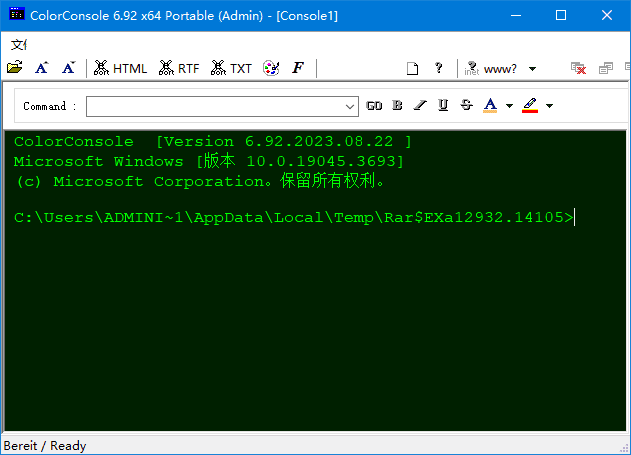 ColorConsole 6.92 x64 Portable (Admin) - [Console1]
HTML RTF TXT F ? inet www?
Command :
GO B I U S A
ColorConsole [Version 6.92.2023.08.22 ]
Microsoft Windows [版本 10.0.19045.3693]
(c) Microsoft Corporation。保留所有权利。
C:\Users\ADMINI~1\AppData\Local\Temp\Rar$EXa12932.14105>
Bereit / Ready